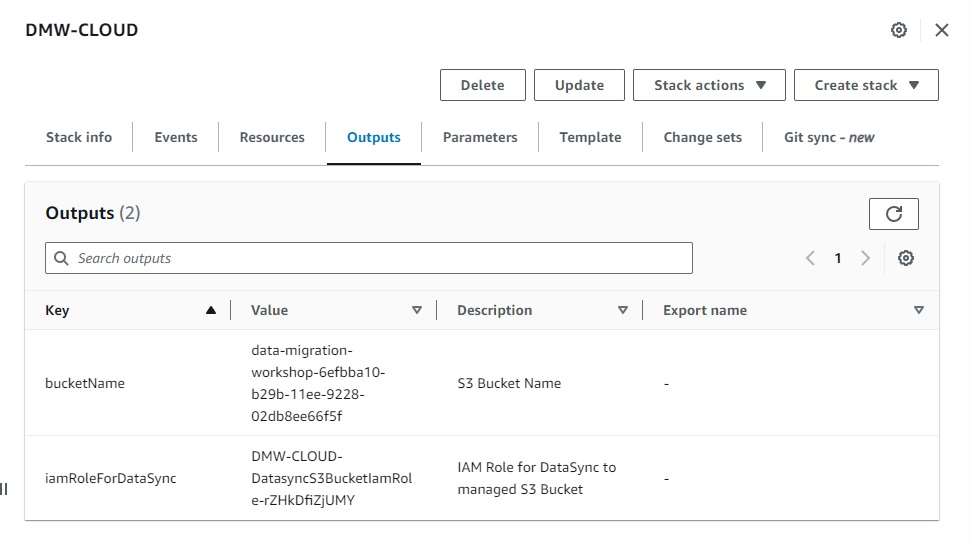 DMW-CLOUD
Delete Update Stack actions Create stack
Stack info Events Resources Outputs Parameters Template Change sets Git sync - new
Outputs (2)
Search outputs
1
Key Value Description Export name
bucketName
data-migration-
workshop-6efbba10-
b29b-11ee-9228-
02db8ee66f5f
S3 Bucket Name
-
iamRoleForDataSync
DMW-CLOUD-
DatasyncS3BucketIamRol
e-rZHkDfiZjUMY
IAM Role for DataSync to
managed S3 Bucket
-